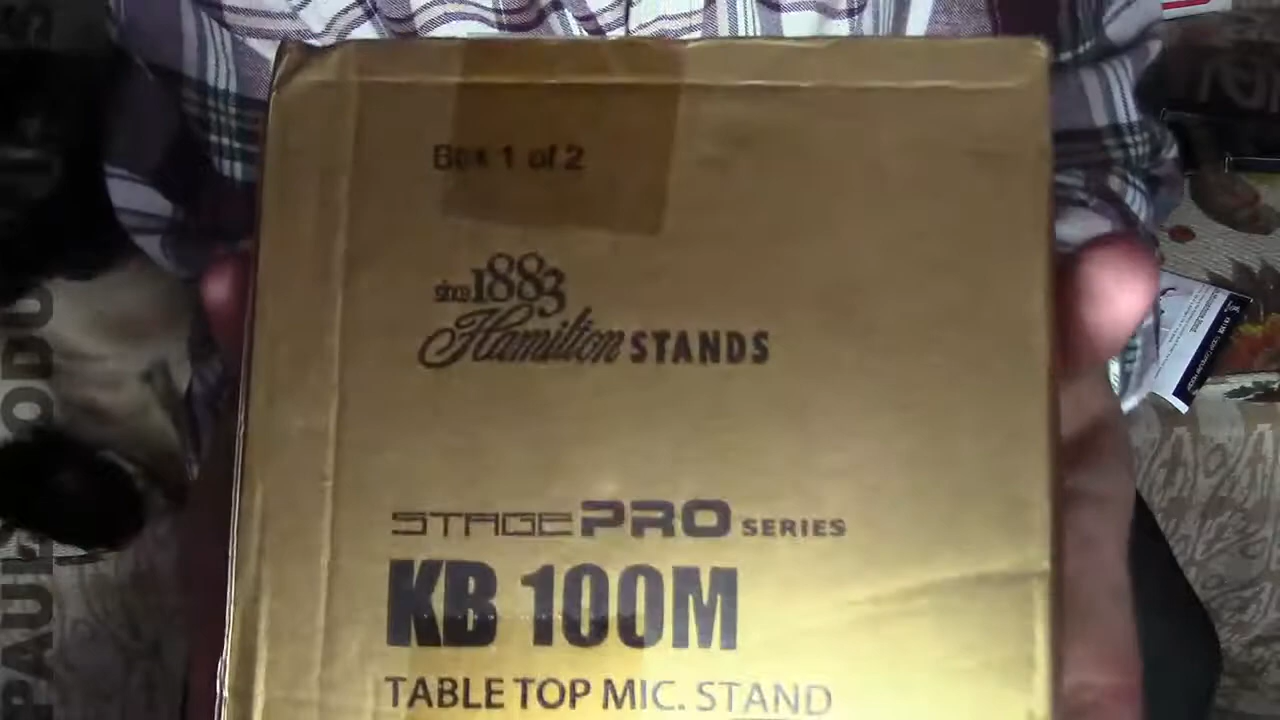 Box 1 of 2
since 1883
Hamilton STANDS
STAGE PRO SERIES
KB 100M
TABLE TOP MIC. STAND